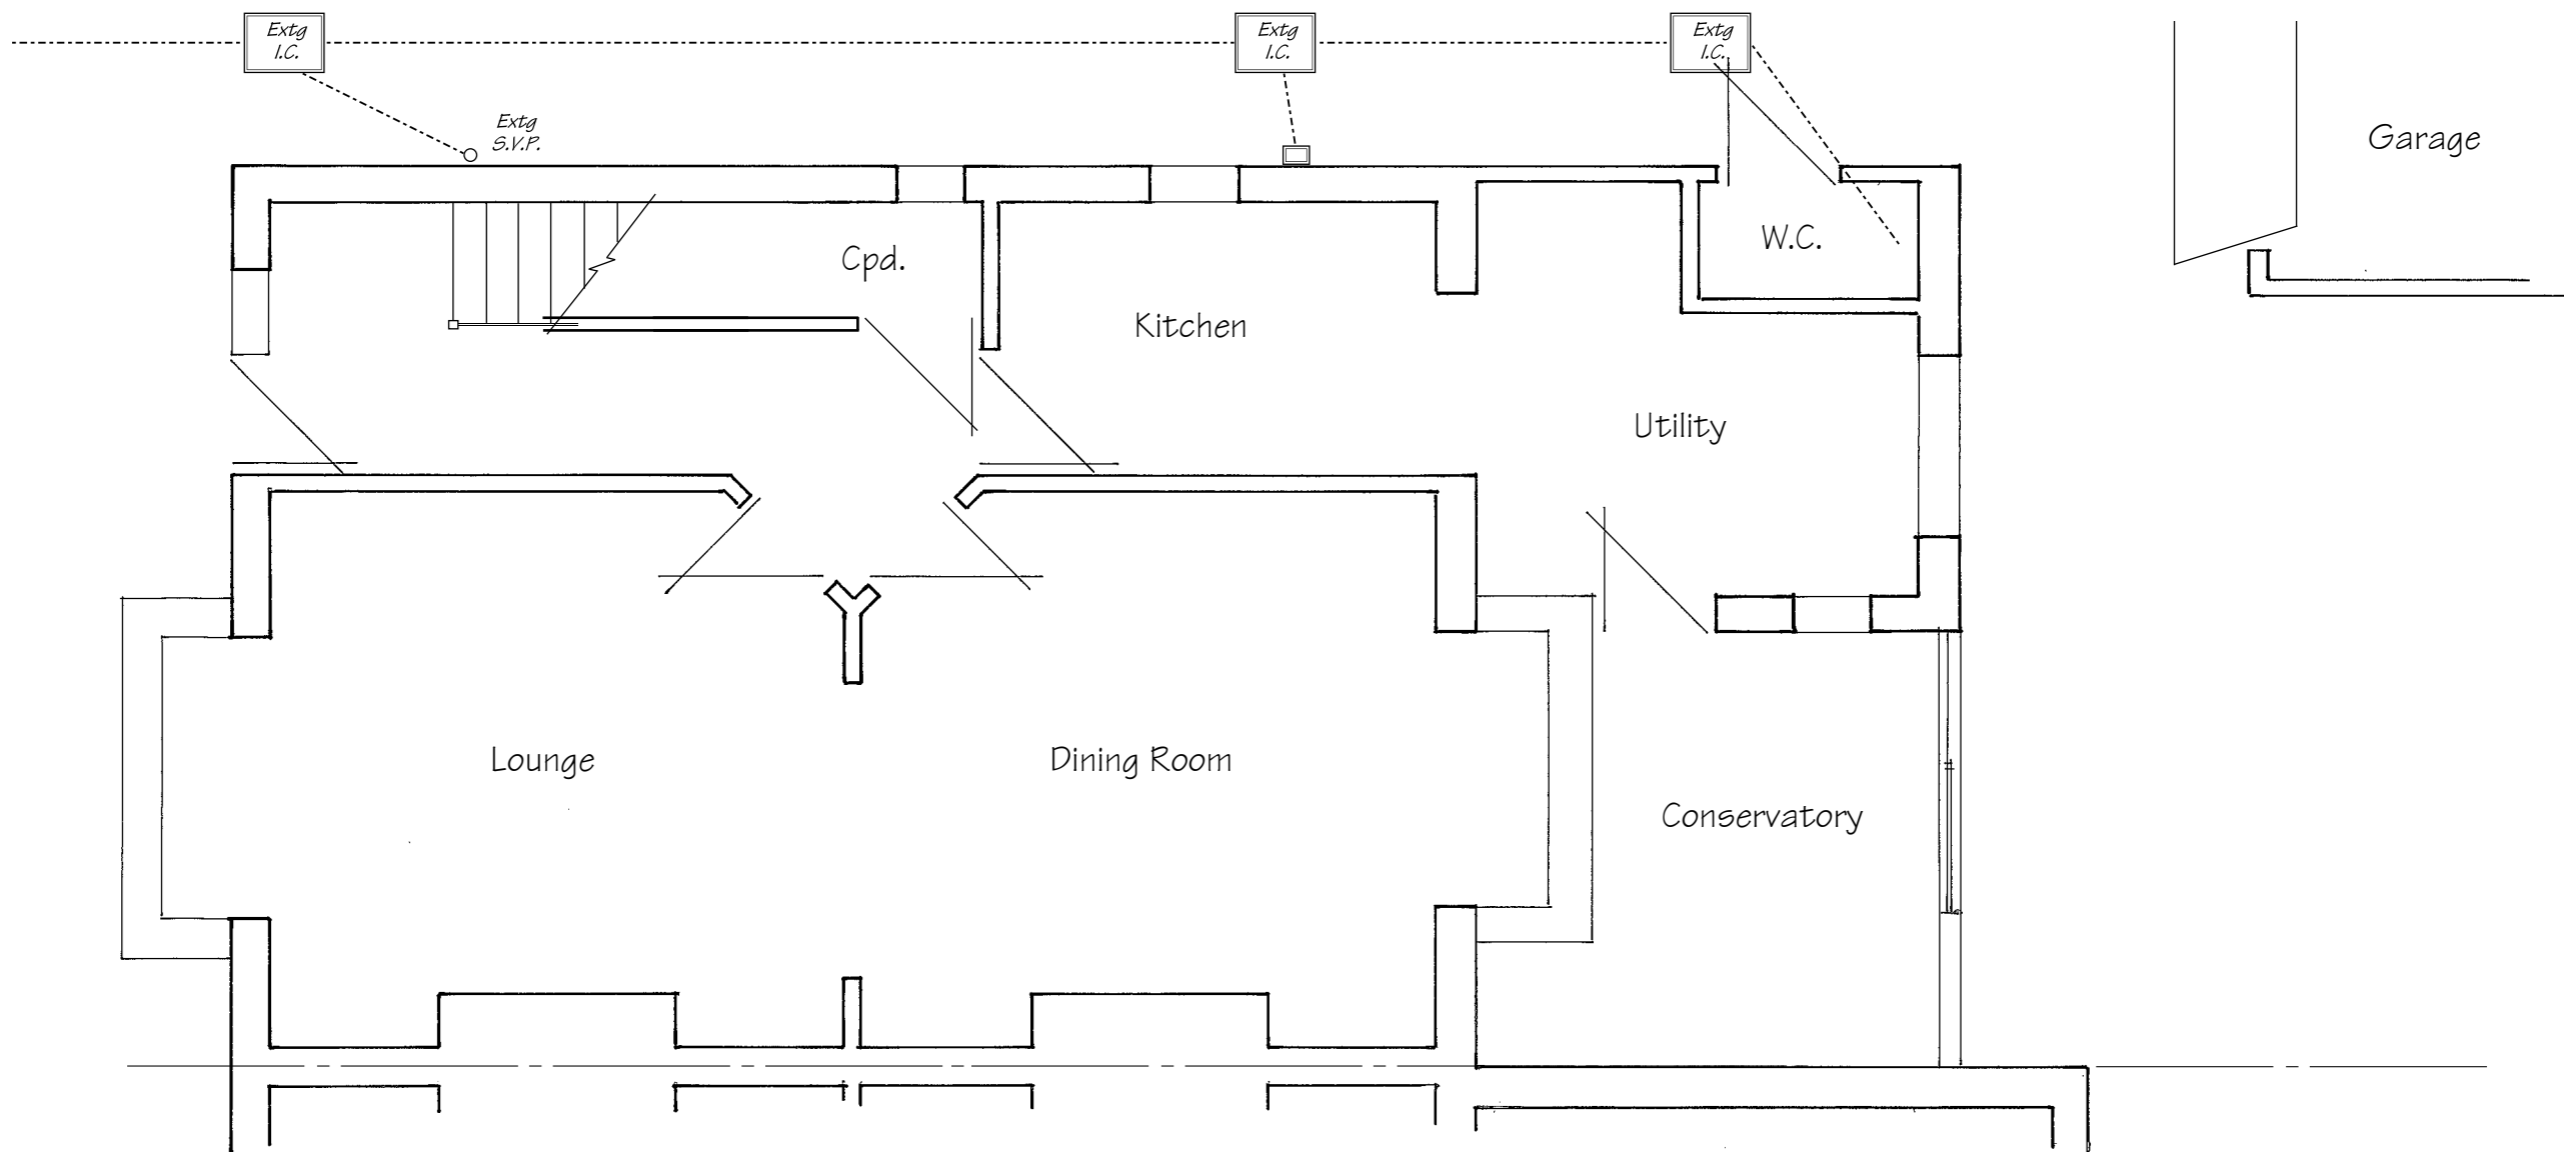 Extg
I.C.
Extg
I.C.
Extg
I.C.
Extg
S.V.P.
Garage
W.C.
Cpd.
Kitchen
Utility
Lounge
Dining Room
Conservatory